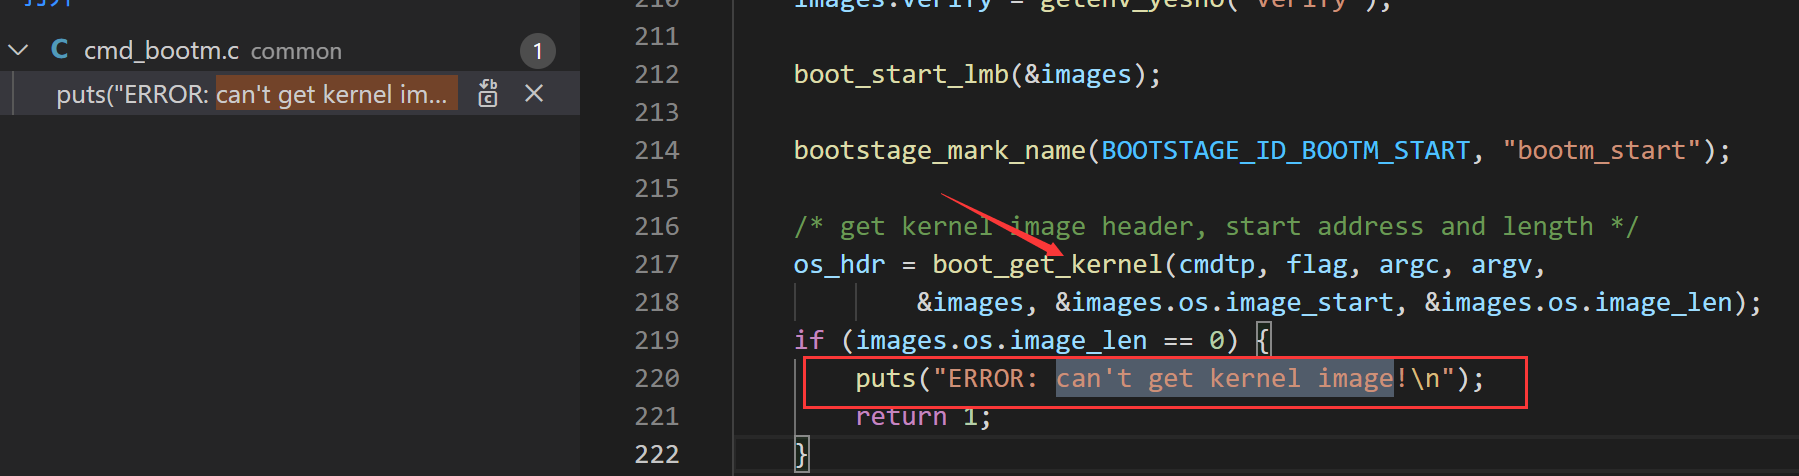 cmd_bootm.c common 1
puts("ERROR: can't get kernel im...
210 images.verify = getenv_yesno("verify");
211
212 boot_start_lmb(&images);
213
214 bootstage_mark_name(BOOTSTAGE_ID_BOOTM_START, "bootm_start");
215
216 /* get kernel image header, start address and length */
217 os_hdr = boot_get_kernel(cmdtp, flag, argc, argv,
218 &images, &images.os.image_start, &images.os.image_len);
219 if (images.os.image_len == 0) {
220 puts("ERROR: can't get kernel image!\n");
221 return 1;
222 }